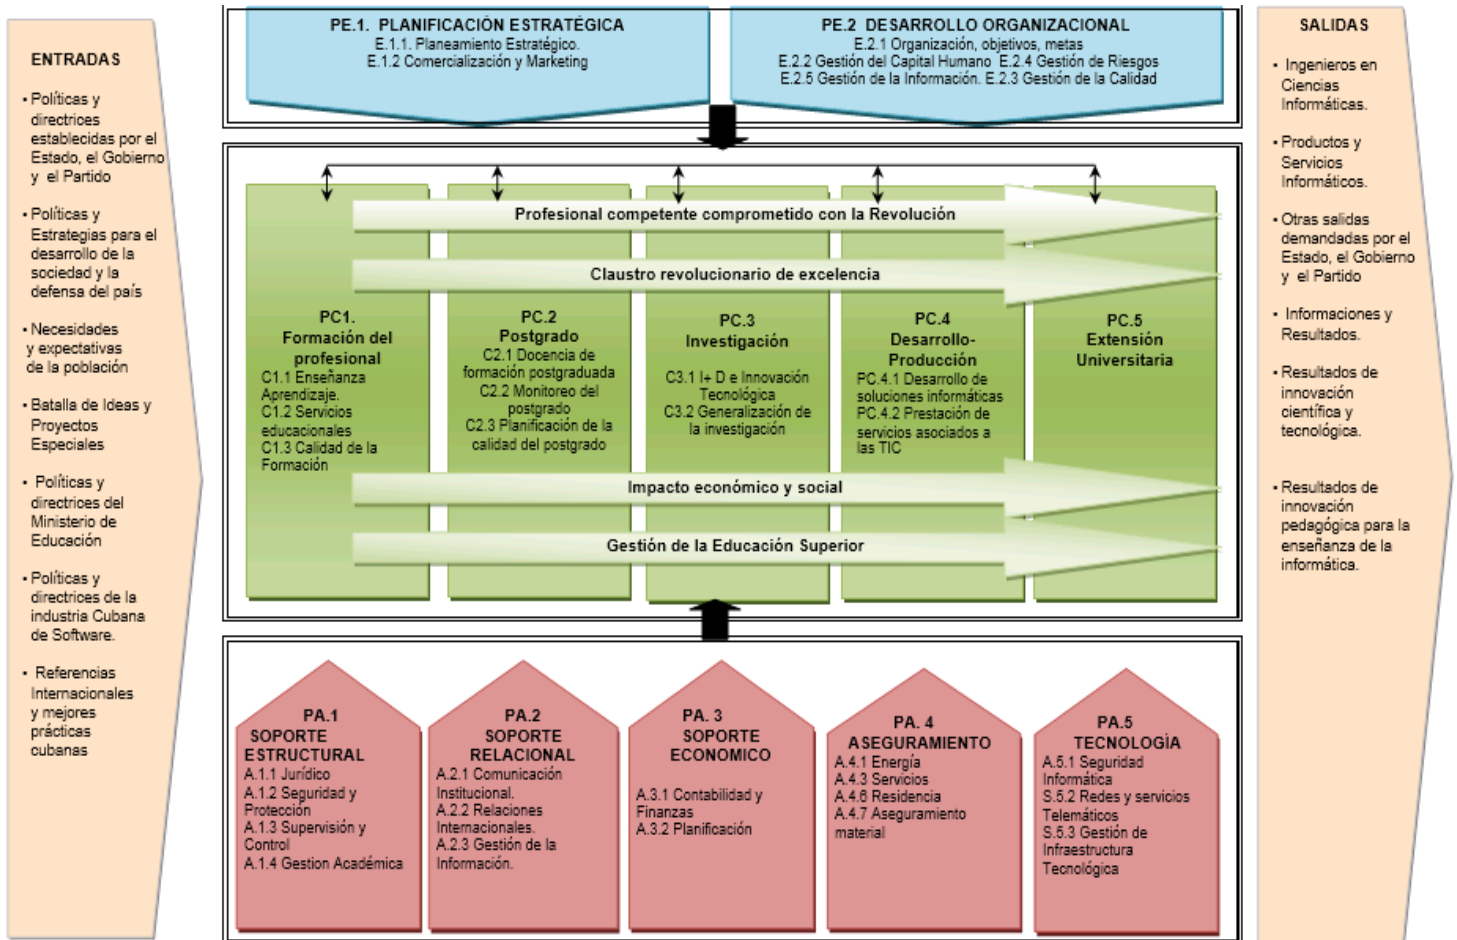 ENTRADAS
▪ Políticas y
directrices
establecidas por el
Estado, el Gobierno
y el Partido
▪ Políticas y
Estrategias para el
desarrollo de la
sociedad y la
defensa del país
▪ Necesidades
y expectativas
de la población
▪ Batalla de Ideas y
Proyectos
Especiales
▪ Políticas y
directrices del
Ministerio de
Educación
▪ Políticas y
directrices de la
industria Cubana
de Software.
▪ Referencias
Internacionales
y mejores
prácticas
cubanas
PE.1. PLANIFICACIÓN ESTRATÉGICA
E.1.1. Planeamiento Estratégico.
E.1.2 Comercialización y Marketing
PE.2 DESARROLLO ORGANIZACIONAL
E.2.1 Organización, objetivos, metas
E.2.2 Gestión del Capital Humano E.2.4 Gestión de Riesgos
E.2.5 Gestión de la Información. E.2.3 Gestión de la Calidad
Profesional competente comprometido con la Revolución
Claustro revolucionario de excelencia
PC1.
Formación del
profesional
C1.1 Enseñanza
Aprendizaje.
C1.2 Servicios
educacionales
C1.3 Calidad de la
Formación
PC.2
Postgrado
C2.1 Docencia de
formación postgraduada
C2.2 Monitoreo del
postgrado
C2.3 Planificación de la
calidad del postgrado
PC.3
Investigación
C3.1 I+ D e Innovación
Tecnológica
C3.2 Generalización de
la investigación
PC.4
Desarrollo-
Producción
PC.4.1 Desarrollo de
soluciones informáticas
PC.4.2 Prestación de
servicios asociados a
las TIC
PC.5
Extensión
Universitaria
Impacto económico y social
Gestión de la Educación Superior
PA.1
SOPORTE
ESTRUCTURAL
A.1.1 Jurídico
A.1.2 Seguridad y
Protección
A.1.3 Supervisión y
Control
A.1.4 Gestion Académica
PA.2
SOPORTE
RELACIONAL
A.2.1 Comunicación
Institucional.
A.2.2 Relaciones
Internacionales.
A.2.3 Gestión de la
Información.
PA. 3
SOPORTE
ECONOMICO
A.3.1 Contabilidad y
Finanzas
A.3.2 Planificación
PA. 4
ASEGURAMIENTO
A.4.1 Energía
A.4.3 Servicios
A.4.6 Residencia
A.4.7 Aseguramiento
material
PA.5
TECNOLOGÌA
A.5.1 Seguridad
Informática
S.5.2 Redes y servicios
Telemáticos
S.5.3 Gestión de
Infraestructura
Tecnológica
SALIDAS
▪ Ingenieros en
Ciencias
Informáticas.
▪ Productos y
Servicios
Informáticos.
▪ Otras salidas
demandadas por el
Estado, el Gobierno
y el Partido
▪ Informaciones y
Resultados.
▪ Resultados de
innovación
científica y
tecnológica.
▪ Resultados de
innovación
pedagógica para la
enseñanza de la
informática.